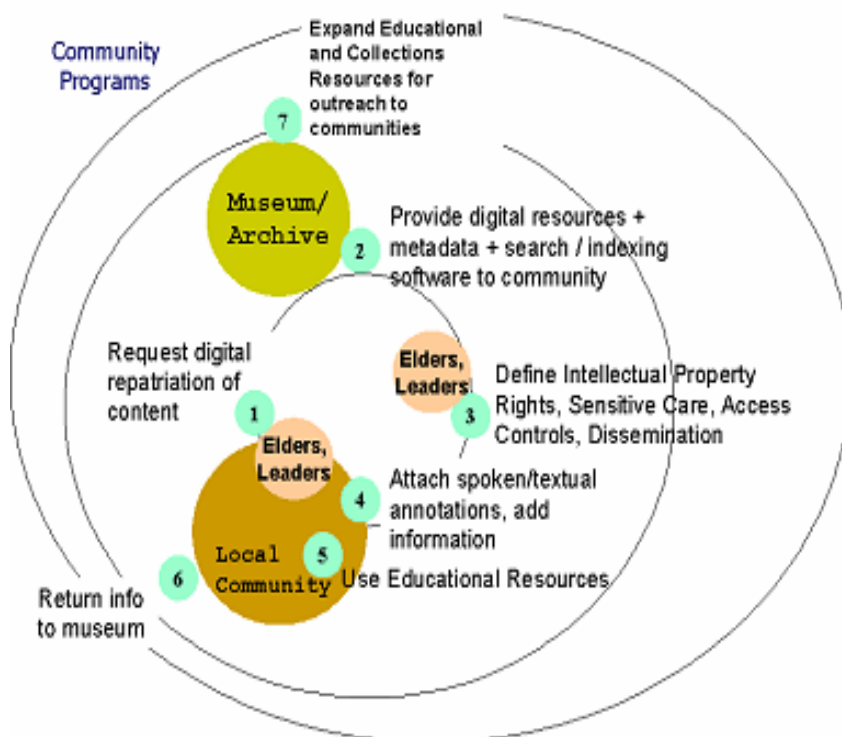 Community
Programs
Expand Educational
and Collections
Resources for
outreach to
communities
7
Museum/
Archive
2
Provide digital resources +
metadata + search / indexing
software to community
Request digital
repatriation of
content
1
Elders,
Leaders
Elders,
Leaders
3
Define Intellectual Property
Rights, Sensitive Care, Access
Controls, Dissemination
4
Attach spoken/textual
annotations, add
information
Local
Community
5
Use Educational Resources
6
Return info
to museum